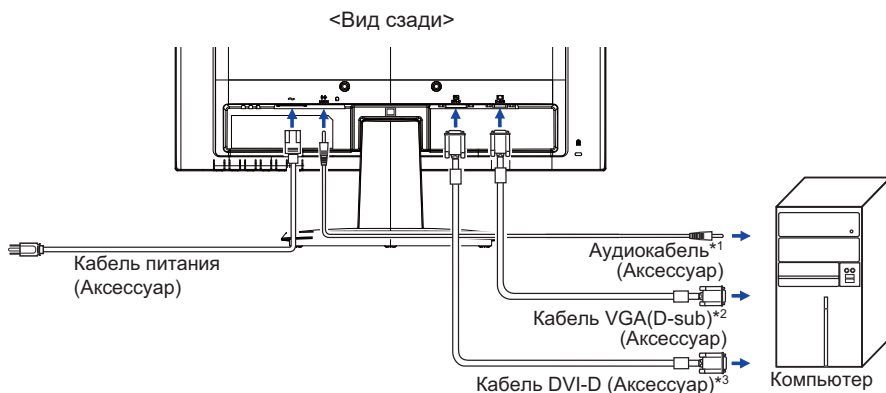 <Вид сзади>
Кабель питания
(Аксессуар)
Аудиокабель*1
(Аксессуар)
Кабель VGA(D-sub)*2
(Аксессуар)
Кабель DVI-D (Аксессуар)*3
Компьютер